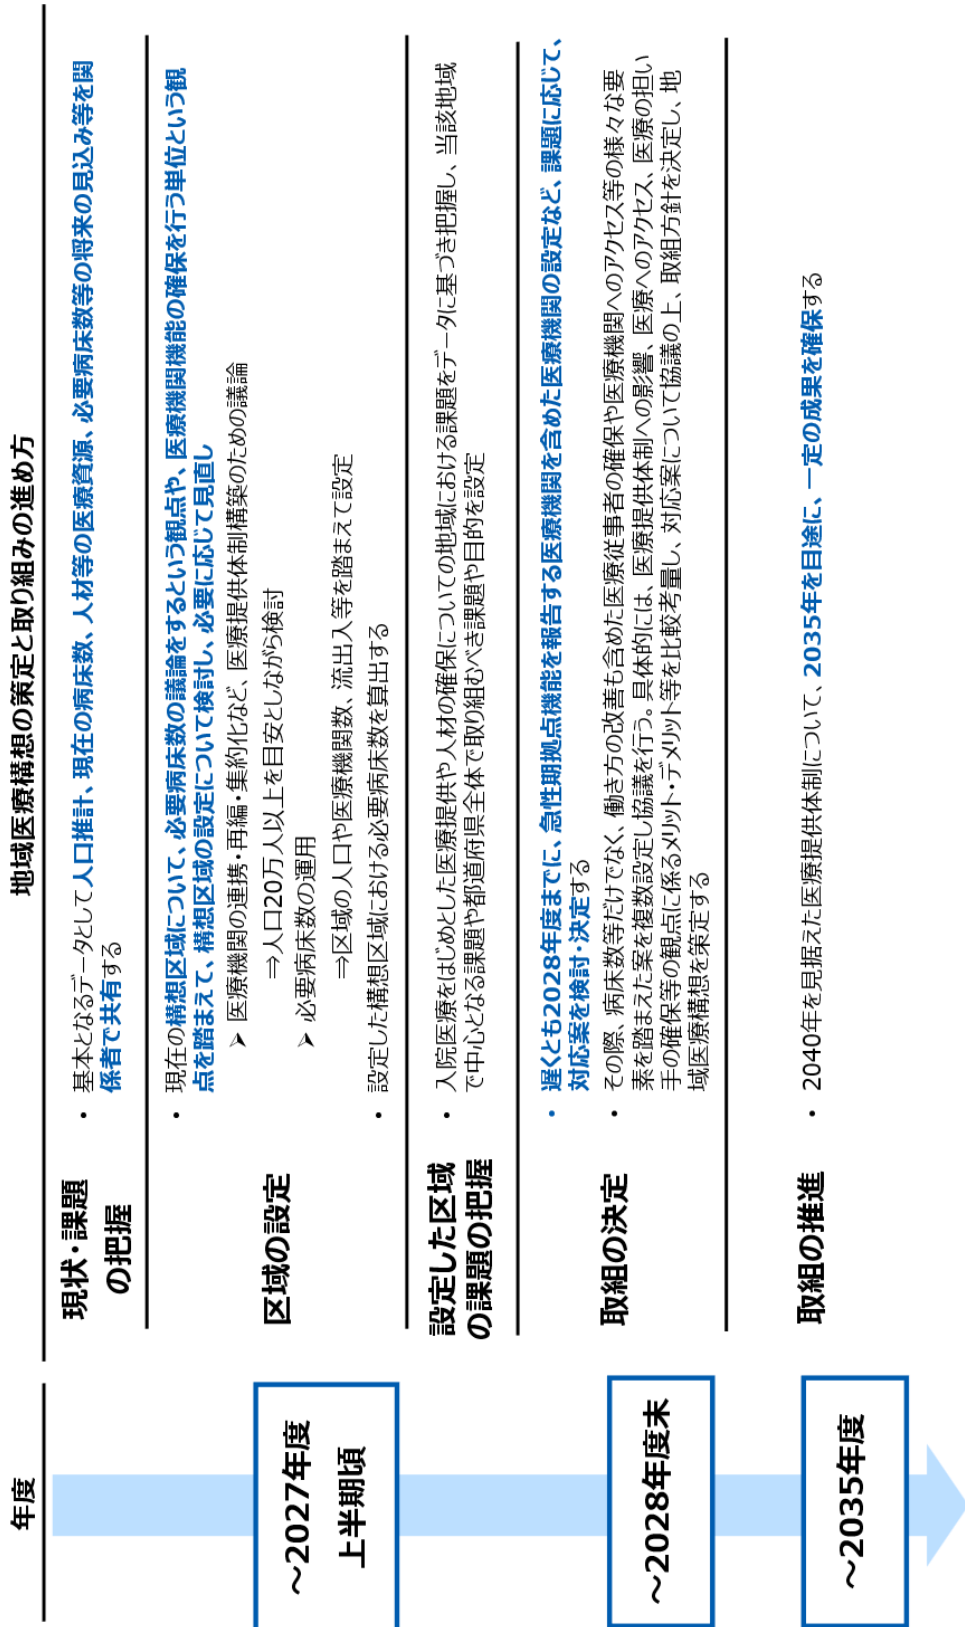 年度
地域医療構想の策定と取り組みの進め方
現状・課題
の把握
・ 基本となるデータとして人口推計、現在の病床数、人材等の医療資源、必要病床数等の将来の見込み等を関
係者で共有する
~2027年度
上半期頃
区域の設定
・ 現在の構想区域について、必要病床数の議論をするという観点や、医療機関機能の確保を行う単位という観
点を踏まえて、構想区域の設定について検討し、必要に応じて見直し
➢ 医療機関の連携・再編・集約化など、医療提供体制構築のための議論
⇒人口20万人以上を目安としながら検討
➢ 必要病床数の運用
⇒区域の人口や医療機関数、流出入等を踏まえて設定
・ 設定した構想区域における必要病床数を算出する
設定した区域
の課題の把握
・ 入院医療をはじめとした医療提供や人材の確保についての地域における課題をデータに基づき把握し、当該地域
で中心となる課題や都道府県全体で取り組むべき課題や目的を設定
~2028年度末
取組の決定
・ 遅くとも2028年度までに、急性期拠点機能を報告する医療機関を含めた医療機関の設定など、課題に応じて、
対応案を検討・決定する
・ その際、病床数等だけでなく、働き方の改善も含めた医療従事者の確保や医療機関へのアクセス等の様々な要
素を踏まえた案を複数設定し協議を行う。具体的には、医療提供体制への影響、医療へのアクセス、医療の担い
手の確保等の観点に係るメリット・デメリット等を比較考量し、対応案について協議の上、取組方針を決定し、地
域医療構想を策定する
~2035年度
取組の推進
・ 2040年を見据えた医療提供体制について、2035年を目途に、一定の成果を確保する